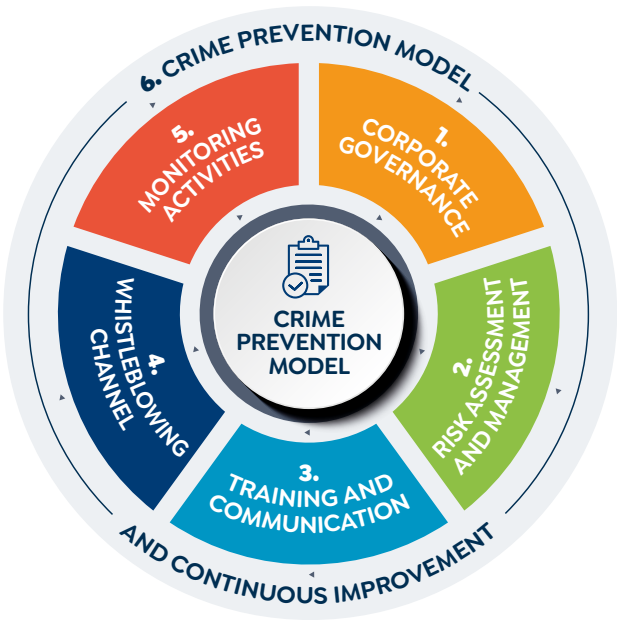 6. CRIME PREVENTION MODEL
1.
CORPORATE
GOVERNANCE
2.
RISK ASSESSMENT
AND MANAGEMENT
3.
TRAINING AND
COMMUNICATION
4.
WHISTLEBLOWING
CHANNEL
5.
MONITORING
ACTIVITIES
CRIME
PREVENTION
MODEL
AND CONTINUOUS IMPROVEMENT